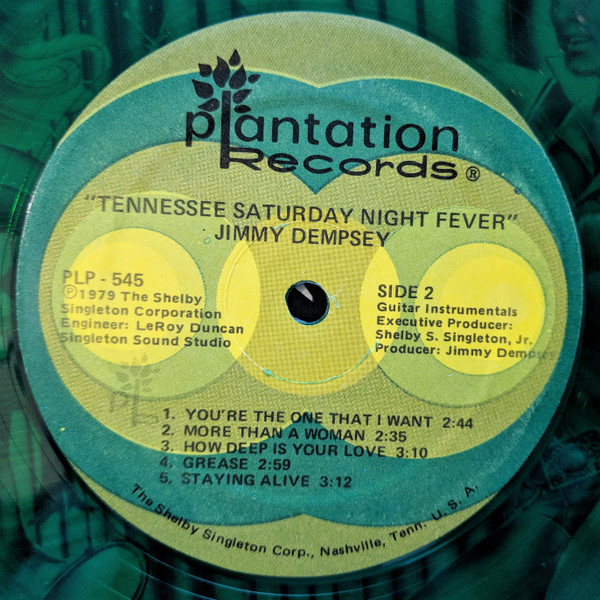 plantation
Records®
"TENNESSEE SATURDAY NIGHT FEVER"
JIMMY DEMPSEY
PLP - 545
℗1979 The Shelby
Singleton Corporation
Engineer: LeRoy Duncan
Singleton Sound Studio
SIDE 2
Guitar Instrumentals
Executive Producer:
Shelby S. Singleton, Jr.
Producer: Jimmy Dempsey
1. YOU'RE THE ONE THAT I WANT 2:44
2. MORE THAN A WOMAN 2:35
3. HOW DEEP IS YOUR LOVE 3:10
4. GREASE 2:59
5. STAYING ALIVE 3:12
The Shelby Singleton Corp., Nashville, Tenn. U. S. A.